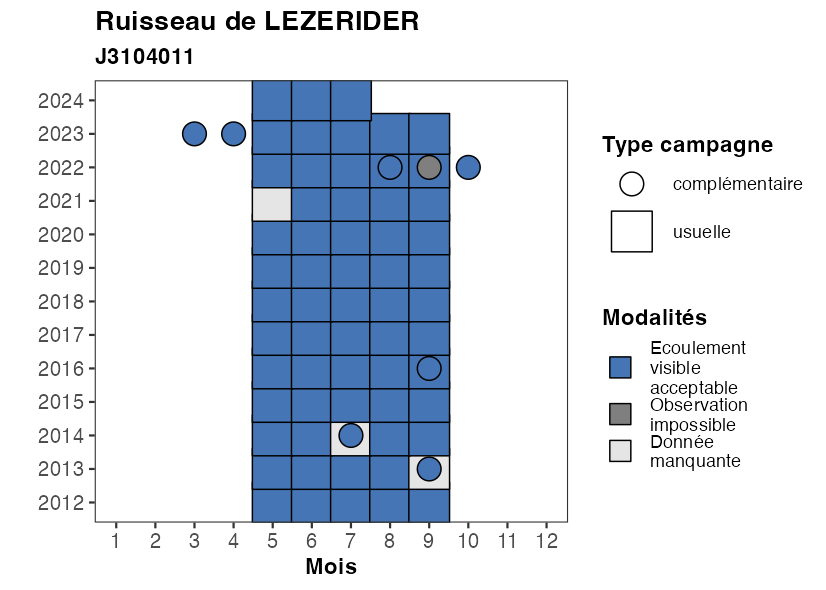 Ruisseau de LEZERIDER
J3104011
2024
2023
2022
2021
2020
2019
2018
2017
2016
2015
2014
2013
2012
1 2 3 4 5 6 7 8 9 10 11 12
Mois
Type campagne
complémentaire
usuelle
Modalités
Ecoulement
visible
acceptable
Observation
impossible
Donnée
manquante